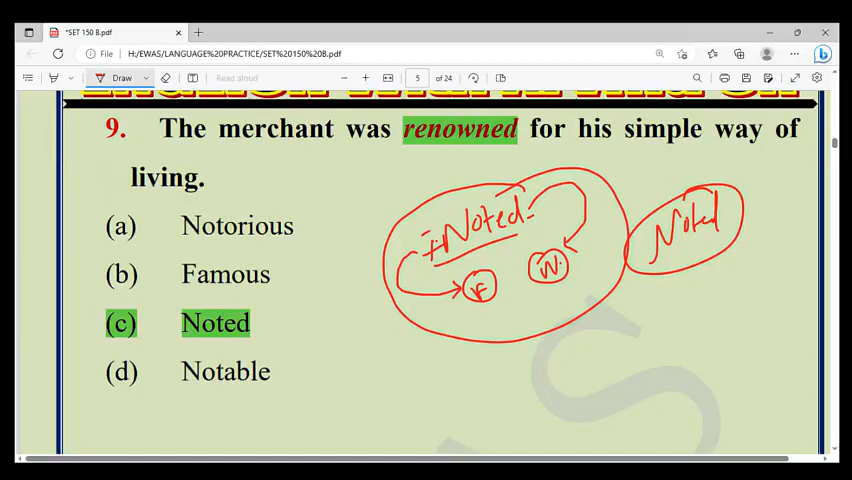 *SET 150 B.pdf
File
H:/EWAS/LANGUAGE%20PRACTICE/SET%20150%20B.pdf
Draw
Read aloud
5
of 24
9. The merchant was renowned for his simple way of
living.
(a) Notorious
(b) Famous
(c) Noted
(d) Notable
Noted
F
N
Noted
S